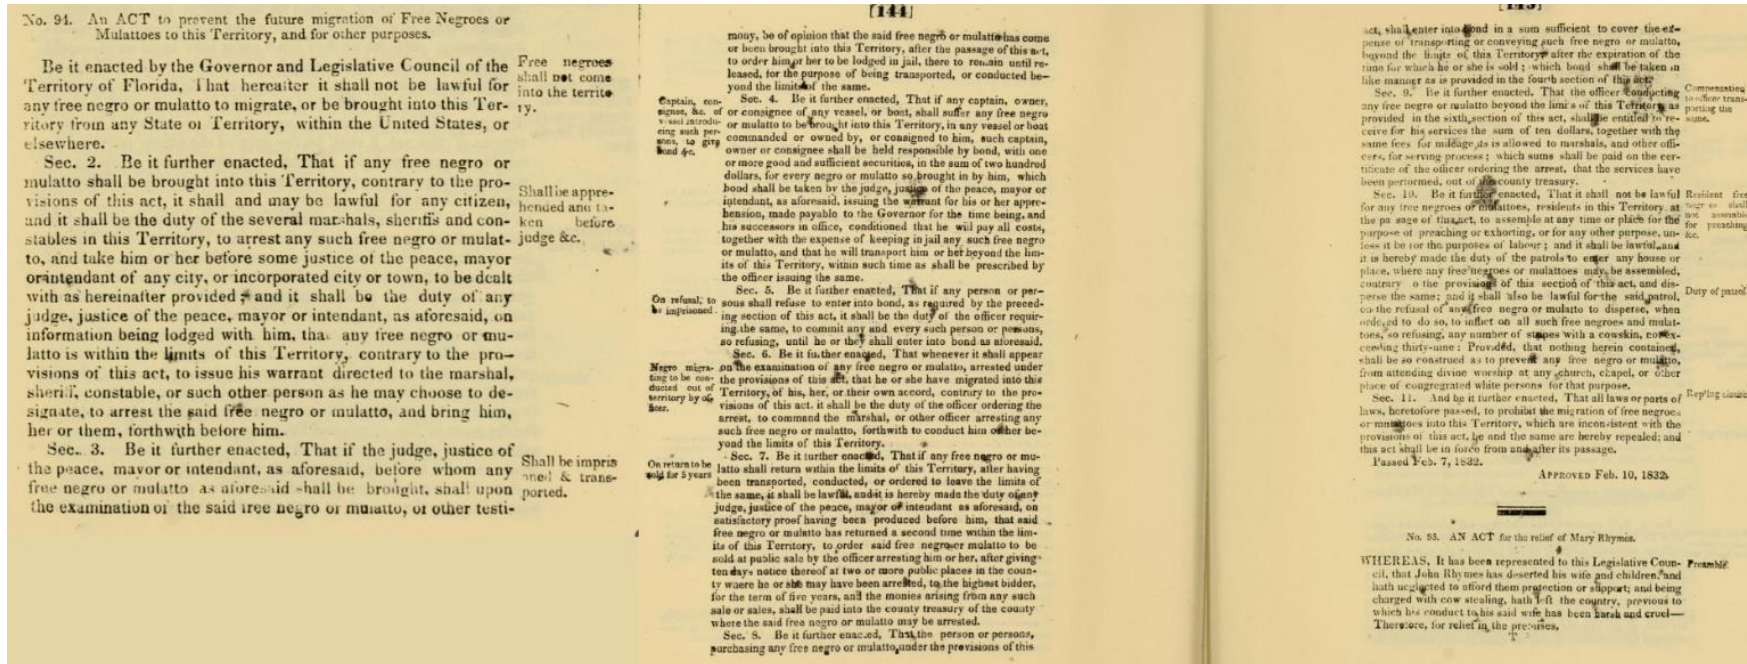 No. 94. An ACT to prevent the future migration of Free Negroes or
Mulattoes to this Territory, and for other purposes.
Be it enacted by the Governor and Legislative Council of the
Territory of Florida, That hereafter it shall not be lawful for
any free negro or mulatto to migrate, or be brought into this Ter-
ritory from any State or Territory, within the United States, or
elsewhere.
Free negroes
shall not come
into the territo
ry.
Sec. 2. Be it further enacted, That if any free negro or
mulatto shall be brought into this Territory, contrary to the pro-
visions of this act, it shall and may be lawful for any citizen,
and it shall be the duty of the several marshals, sheriffs and con-
stables in this Territory, to arrest any such free negro or mulat-
to, and take him or her before some justice of the peace, mayor
or intendant of any city, or incorporated city or town, to be dealt
with as hereinafter provided; and it shall be the duty of any
judge, justice of the peace, mayor or intendant, as aforesaid, on
information being lodged with him, that any free negro or mu-
latto is within the limits of this Territory, contrary to the pro-
visions of this act, to issue his warrant directed to the marshal,
sheriff, constable, or such other person as he may choose to de-
signate, to arrest the said free negro or mulatto, and bring him,
her or them, forthwith before him.
Shall be appre-
hended and ta-
ken before
judge &c.
Sec. 3. Be it further enacted, That if the judge, justice of
the peace, mayor or intendant, as aforesaid, before whom any
free negro or mulatto as aforesaid shall be brought, shall upon
the examination of the said free negro or mulatto, or other testi-
Shall be impris
oned & trans-
ported.
[144]
mony, be of opinion that the said free negro or mulatto has come
or been brought into this Territory, after the passage of this act,
to order him or her to be lodged in jail, there to remain until re-
leased, for the purpose of being transported, or conducted be-
yond the limits of the same.
Sec. 4. Be it further enacted, That if any captain, owner,
or consignee of any vessel, or boat, shall suffer any free negro
or mulatto to be brought into this Territory, in any vessel or boat
commanded or owned by, or consigned to him, such captain,
owner or consignee shall be held responsible by bond, with one
or more good and sufficient securities, in the sum of two hundred
dollars, for every negro or mulatto so brought in by him, which
bond shall be taken by the judge, justice of the peace, mayor or
intendant, as aforesaid, issuing the warrant for his or her appre-
hension, made payable to the Governor for the time being, and
his successors in office, conditioned that he will pay all costs,
together with the expense of keeping in jail any such free negro
or mulatto, and that he will transport him or her beyond the lim-
its of this Territory, within such time as shall be prescribed by
the officer issuing the same.
Captain, con-
signee, &c. of
vessel introdu-
cing such per-
sons, to give
bond &c.
Sec. 5. Be it further enacted, That if any person or per-
sons shall refuse to enter into bond, as required by the preced-
ing section of this act, it shall be the duty of the officer requir-
ing the same, to commit any and every such person or persons,
so refusing, until he or they shall enter into bond as aforesaid.
On refusal, to
be imprisoned.
Sec. 6. Be it further enacted, That whenever it shall appear
on the examination of any free negro or mulatto, arrested under
the provisions of this act, that he or she have migrated into this
Territory, of his, her, or their own accord, contrary to the pro-
visions of this act, it shall be the duty of the officer ordering the
arrest, to command the marshal, or other officer arresting any
such free negro or mulatto, forthwith to conduct him or her be-
yond the limits of this Territory.
Negro migra-
ting to be con-
ducted out of
territory by of
ficer.
Sec. 7. Be it further enacted, That if any free negro or mu-
latto shall return within the limits of this Territory, after having
been transported, conducted, or ordered to leave the limits of
the same, it shall be lawful, and it is hereby made the duty of any
judge, justice of the peace, mayor or intendant as aforesaid, on
satisfactory proof having been produced before him, that said
free negro or mulatto has returned a second time within the lim-
its of this Territory, to order said free negro or mulatto to be
sold at public sale by the officer arresting him or her, after giving
ten days notice thereof at two or more public places in the coun-
ty where he or she may have been arrested, to the highest bidder,
for the term of five years, and the monies arising from any such
sale or sales, shall be paid into the county treasury of the county
where the said free negro or mulatto may be arrested.
On return to be
sold for 5 years
Sec. 8. Be it further enacted, That the person or persons,
purchasing any free negro or mulatto, under the provisions of this
act, shall enter into bond in a sum sufficient to cover the ex-
pense of transporting or conveying such free negro or mulatto,
beyond the limits of this Territory, after the expiration of the
time for which he or she is sold; which bond shall be taken in
like manner as is provided in the fourth section of this act.
Sec. 9. Be it further enacted, That the officer conducting
any free negro or mulatto beyond the limits of this Territory, as
provided in the sixth section of this act, shall be entitled to re-
ceive for his services the sum of ten dollars, together with the
same fees for mileage as is allowed to marshals, and other offi-
cers, for serving process; which sums shall be paid on the cer-
tificate of the officer ordering the arrest, that the services have
been performed, out of the county treasury.
Compensation
to officer trans-
porting the
same.
Sec. 10. Be it further enacted, That it shall not be lawful
for any free negroes or mulattoes, residents in this Territory at
the passage of this act, to assemble at any time or place for the
purpose of preaching or exhorting, or for any other purpose, un-
less it be for the purposes of labour; and it shall be lawful, and
it is hereby made the duty of the patrols to enter any house or
place, where any free negroes or mulattoes may be assembled,
contrary to the provisions of this section of this act, and dis-
perse the same; and it shall also be lawful for the said patrol,
on the refusal of any free negro or mulatto to disperse, when
ordered to do so, to inflict on all such free negroes and mulat-
toes, so refusing, any number of stripes with a cowskin, not ex-
ceeding thirty-nine: Provided, that nothing herein contained,
shall be so construed as to prevent any free negro or mulatto,
from attending divine worship at any church, chapel, or other
place of congregrated white persons for that purpose.
Resident free
negroes shall
not assemble
for preaching
&c.
Duty of patrol
Sec. 11. And be it further enacted, That all laws or parts of
laws, heretofore passed, to prohibit the migration of free negroes
or mulattoes into this Territory, which are inconsistent with the
provisions of this act, be and the same are hereby repealed; and
this act shall be in force from and after its passage.
Rep'ling clause
Passed Feb. 7, 1832.
APPROVED Feb. 10, 1832.
No. 95. AN ACT for the relief of Mary Rhymes.
WHEREAS, It has been represented to this Legislative Coun-
cil, that John Rhymes has deserted his wife and children, and
hath neglected to afford them protection or support; and being
charged with cow stealing, hath left the country, previous to
which his conduct to his said wife has been harsh and cruel—
Therefore, for relief in the premises,
Preamble